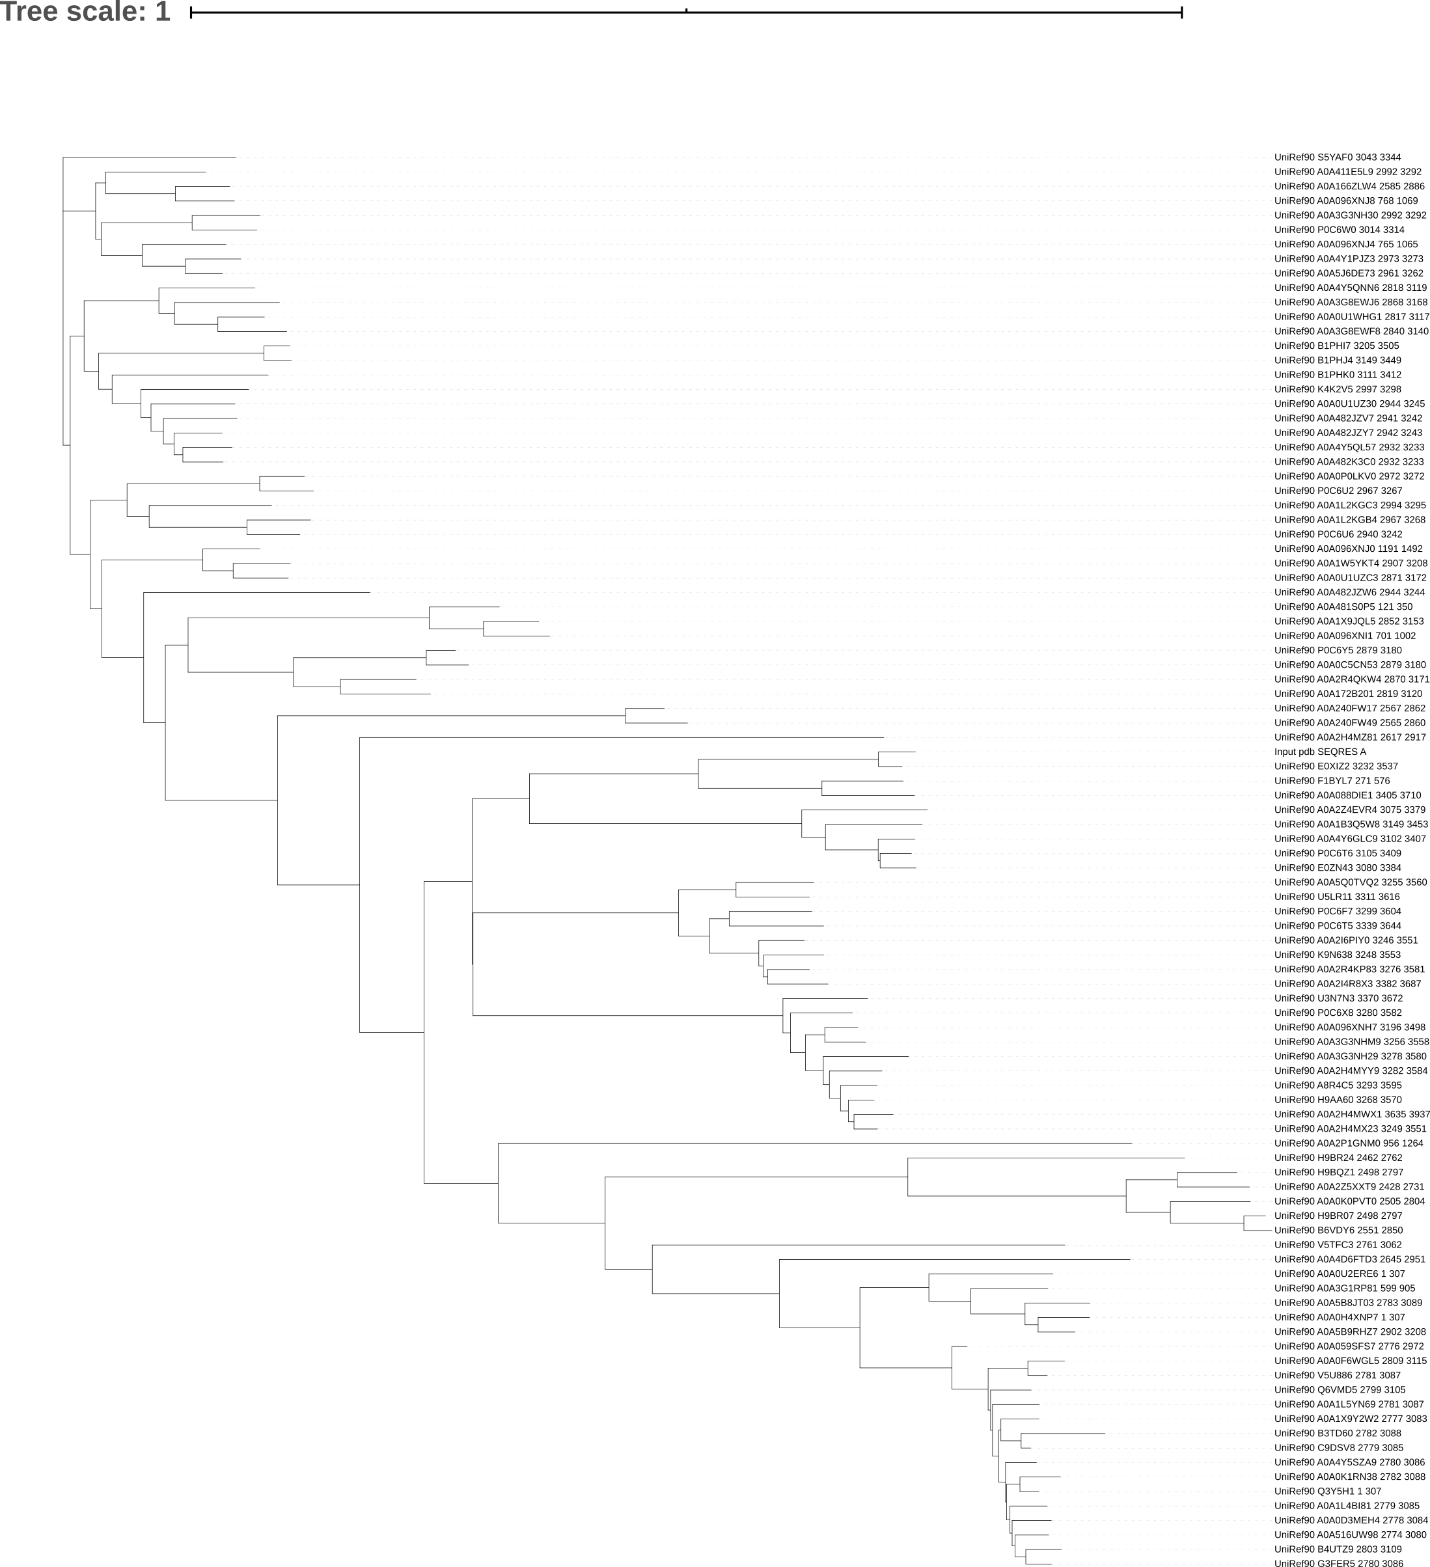 Tree scale: 1
UniRef90 S5YAF0 3043 3344
UniRef90 A0A411E5L9 2992 3292
UniRef90 A0A166ZLW4 2585 2886
UniRef90 A0A096XNJ8 768 1069
UniRef90 A0A3G3NH30 2992 3292
UniRef90 P0C6W0 3014 3314
UniRef90 A0A096XNJ4 765 1065
UniRef90 A0A4Y1PJZ3 2973 3273
UniRef90 A0A5J6DE73 2961 3262
UniRef90 A0A4Y5QNN6 2818 3119
UniRef90 A0A3G8EWJ6 2868 3168
UniRef90 A0A0U1WHG1 2817 3117
UniRef90 A0A3G8EWF8 2840 3140
UniRef90 B1PHI7 3205 3505
UniRef90 B1PHJ4 3149 3449
UniRef90 B1PHK0 3111 3412
UniRef90 K4K2V5 2997 3298
UniRef90 A0A0U1UZ30 2944 3245
UniRef90 A0A482JZV7 2941 3242
UniRef90 A0A482JZY7 2942 3243
UniRef90 A0A4Y5QL57 2932 3233
UniRef90 A0A482K3C0 2932 3233
UniRef90 A0A0P0LKV0 2972 3272
UniRef90 P0C6U2 2967 3267
UniRef90 A0A1L2KGC3 2994 3295
UniRef90 A0A1L2KGB4 2967 3268
UniRef90 P0C6U6 2940 3242
UniRef90 A0A096XNJ0 1191 1492
UniRef90 A0A1W5YKT4 2907 3208
UniRef90 A0A0U1UZC3 2871 3172
UniRef90 A0A482JZW6 2944 3244
UniRef90 A0A481S0P5 121 350
UniRef90 A0A1X9JQL5 2852 3153
UniRef90 A0A096XNI1 701 1002
UniRef90 P0C6Y5 2879 3180
UniRef90 A0A0C5CN53 2879 3180
UniRef90 A0A2R4QKW4 2870 3171
UniRef90 A0A172B201 2819 3120
UniRef90 A0A240FW17 2567 2862
UniRef90 A0A240FW49 2565 2860
UniRef90 A0A2H4MZ81 2617 2917
Input pdb SEQRES A
UniRef90 E0XIZ2 3232 3537
UniRef90 F1BYL7 271 576
UniRef90 A0A088DIE1 3405 3710
UniRef90 A0A2Z4EVR4 3075 3379
UniRef90 A0A1B3Q5W8 3149 3453
UniRef90 A0A4Y6GLC9 3102 3407
UniRef90 P0C6T6 3105 3409
UniRef90 E0ZN43 3080 3384
UniRef90 A0A5Q0TVQ2 3255 3560
UniRef90 U5LR11 3311 3616
UniRef90 P0C6F7 3299 3604
UniRef90 P0C6T5 3339 3644
UniRef90 A0A2I6PIY0 3246 3551
UniRef90 K9N638 3248 3553
UniRef90 A0A2R4KP83 3276 3581
UniRef90 A0A2I4R8X3 3382 3687
UniRef90 U3N7N3 3370 3672
UniRef90 P0C6X8 3280 3582
UniRef90 A0A096XNH7 3196 3498
UniRef90 A0A3G3NHM9 3256 3558
UniRef90 A0A3G3NH29 3278 3580
UniRef90 A0A2H4MYY9 3282 3584
UniRef90 A8R4C5 3293 3595
UniRef90 H9AA60 3268 3570
UniRef90 A0A2H4MWX1 3635 3937
UniRef90 A0A2H4MX23 3249 3551
UniRef90 A0A2P1GNM0 956 1264
UniRef90 H9BR24 2462 2762
UniRef90 H9BQZ1 2498 2797
UniRef90 A0A2Z5XXT9 2428 2731
UniRef90 A0A0K0PVT0 2505 2804
UniRef90 H9BR07 2498 2797
UniRef90 B6VDY6 2551 2850
UniRef90 V5TFC3 2761 3062
UniRef90 A0A4D6FTD3 2645 2951
UniRef90 A0A0U2ERE6 1 307
UniRef90 A0A3G1RP81 599 905
UniRef90 A0A5B8JT03 2783 3089
UniRef90 A0A0H4XNP7 1 307
UniRef90 A0A5B9RHZ7 2902 3208
UniRef90 A0A059SFS7 2776 2972
UniRef90 A0A0F6WGL5 2809 3115
UniRef90 V5U886 2781 3087
UniRef90 Q6VMD5 2799 3105
UniRef90 A0A1L5YN69 2781 3087
UniRef90 A0A1X9Y2W2 2777 3083
UniRef90 B3TD60 2782 3088
UniRef90 C9DSV8 2779 3085
UniRef90 A0A4Y5SZA9 2780 3086
UniRef90 A0A0K1RN38 2782 3088
UniRef90 Q3Y5H1 1 307
UniRef90 A0A1L4BI81 2779 3085
UniRef90 A0A0D3MEH4 2778 3084
UniRef90 A0A516UW98 2774 3080
UniRef90 B4UTZ9 2803 3109
UniRef90 G3FER5 2780 3086